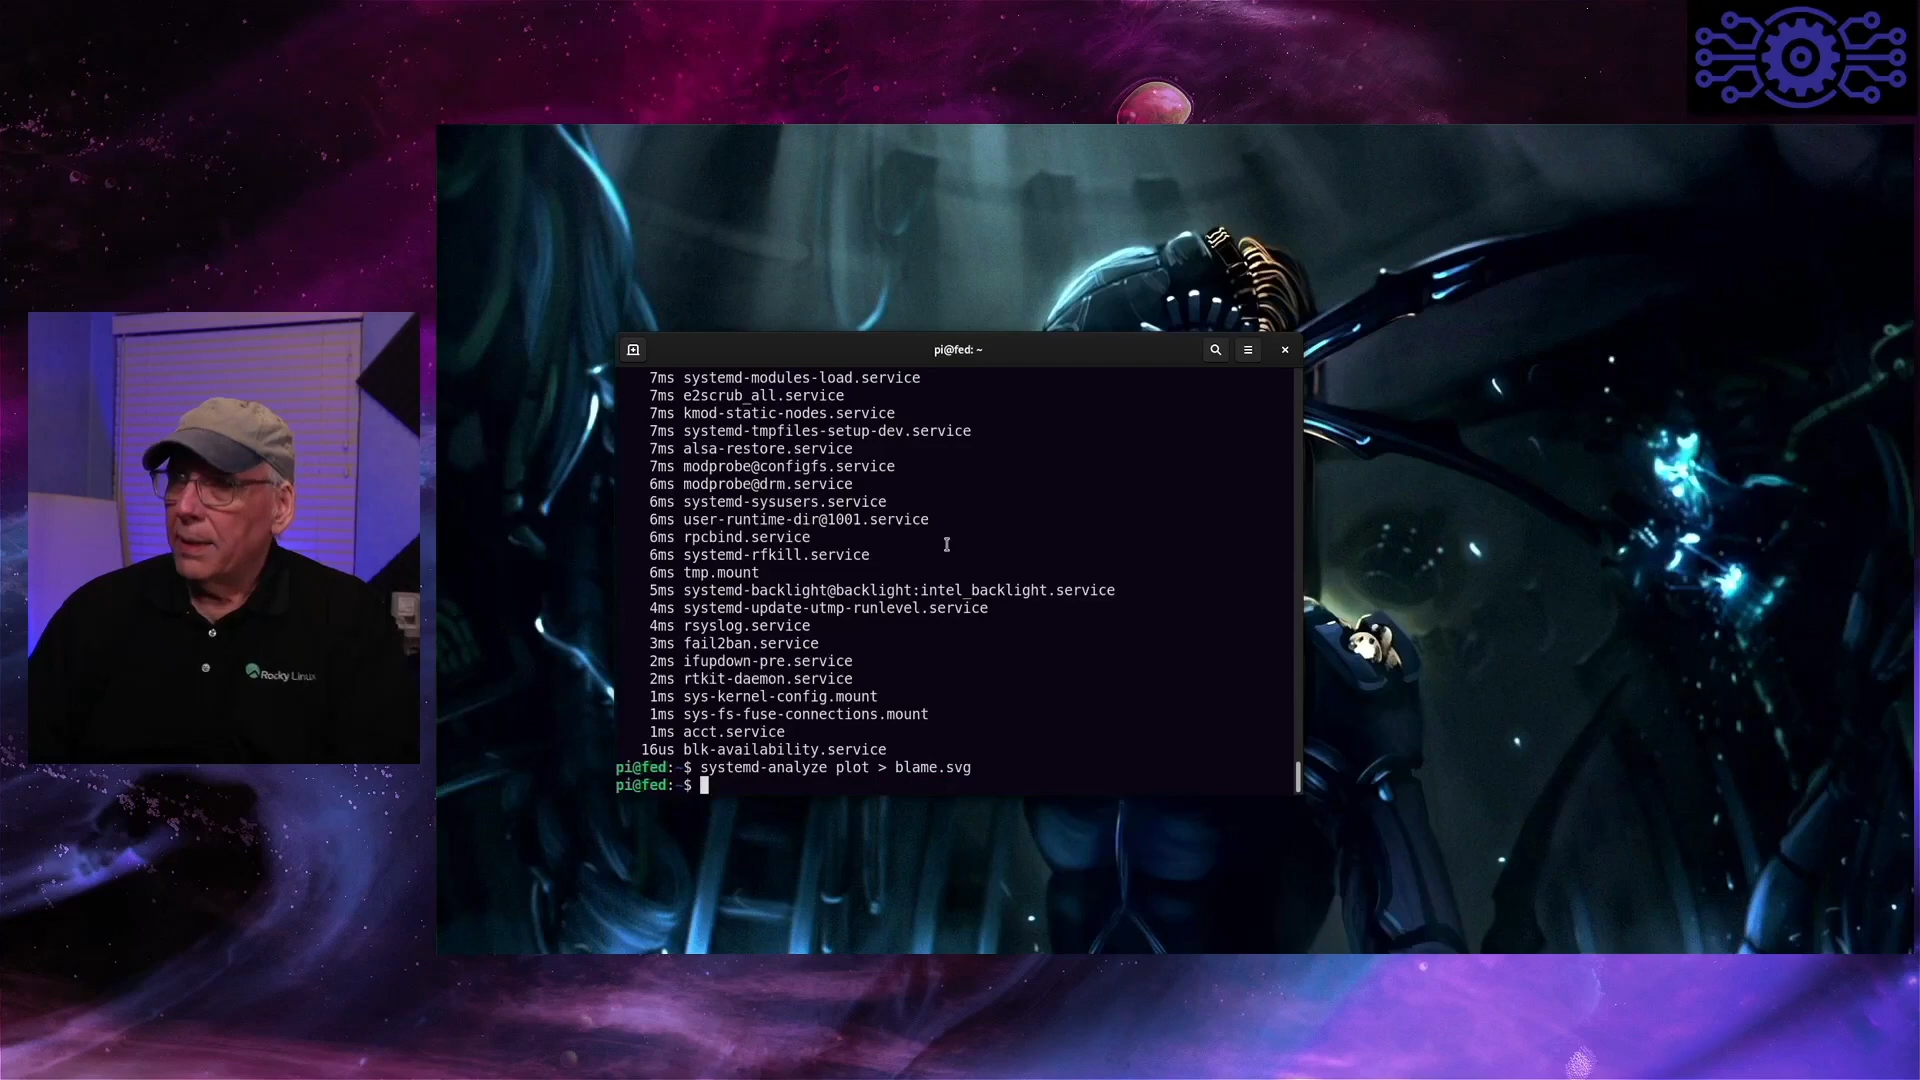 pi@fed: ~
7ms systemd-modules-load.service
7ms e2scrub_all.service
7ms kmod-static-nodes.service
7ms systemd-tmpfiles-setup-dev.service
7ms alsa-restore.service
7ms modprobe@configfs.service
6ms modprobe@drm.service
6ms systemd-sysusers.service
6ms user-runtime-dir@1001.service
6ms rpcbind.service
6ms systemd-rfkill.service
6ms tmp.mount
5ms systemd-backlight@backlight:intel_backlight.service
4ms systemd-update-utmp-runlevel.service
4ms rsyslog.service
3ms fail2ban.service
2ms ifupdown-pre.service
2ms rtkit-daemon.service
1ms sys-kernel-config.mount
1ms sys-fs-fuse-connections.mount
1ms acct.service
16us blk-availability.service
pi@fed:~$ systemd-analyze plot > blame.svg
pi@fed:~$
Rocky Linux